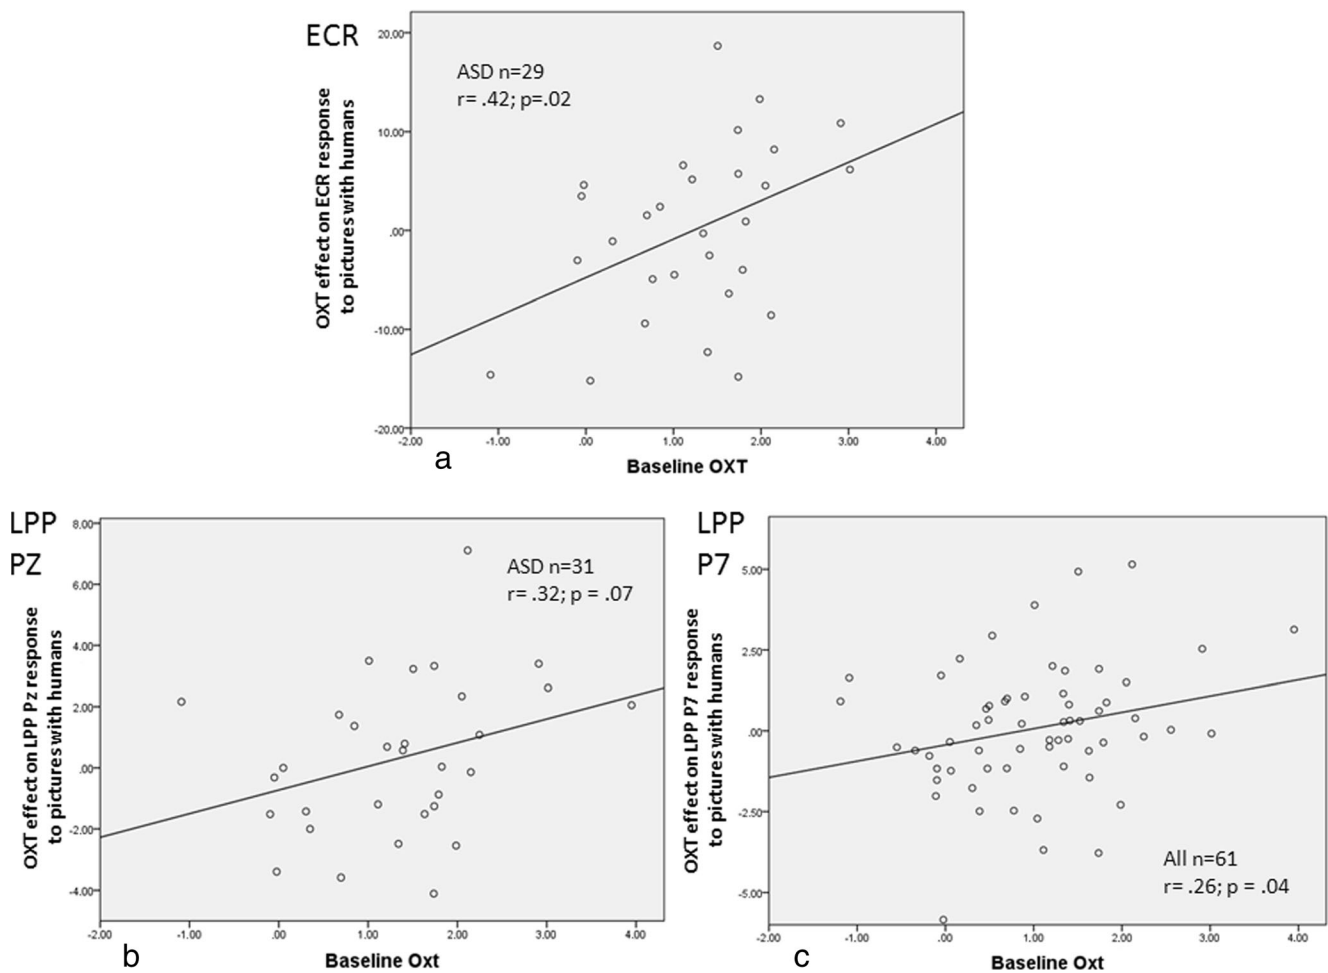 ECR
OXT effect on ECR response
to pictures with humans
20.00
10.00
.00
-10.00
-20.00
ASD n=29
r= .42; p=.02
-2.00 -1.00 .00 1.00 2.00 3.00 4.00
a
Baseline OXT
LPP
PZ
OXT effect on LPP Pz response
to pictures with humans
8.00
6.00
4.00
2.00
.00
-2.00
-4.00
ASD n=31
r= .32; p = .07
-2.00 -1.00 .00 1.00 2.00 3.00 4.00
b
Baseline Oxt
LPP
P7
OXT effect on LPP P7 response
to pictures with humans
5.00
2.50
.00
-2.50
-5.00
All n=61
r= .26; p = .04
-2.00 -1.00 .00 1.00 2.00 3.00 4.00
c
Baseline Oxt